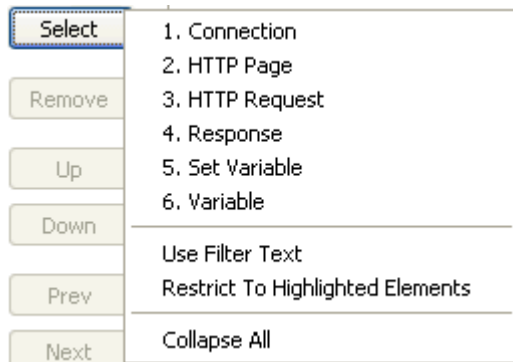 Select
Remove
Up
Down
Prev
Next
1. Connection
2. HTTP Page
3. HTTP Request
4. Response
5. Set Variable
6. Variable
Use Filter Text
Restrict To Highlighted Elements
Collapse All